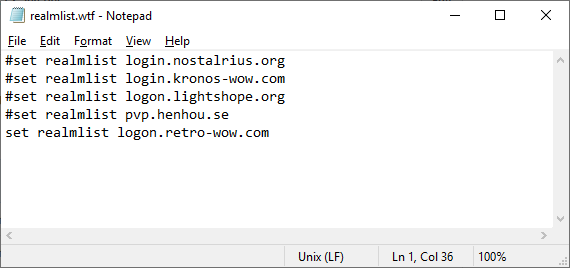 realmlist.wtf - Notepad
File Edit Format View Help
#set realmlist login.nostalrius.org
#set realmlist login.kronos-wow.com
#set realmlist logon.lightshope.org
#set realmlist pvp.henhou.se
set realmlist logon.retro-wow.com
Unix (LF) Ln 1, Col 36 100%